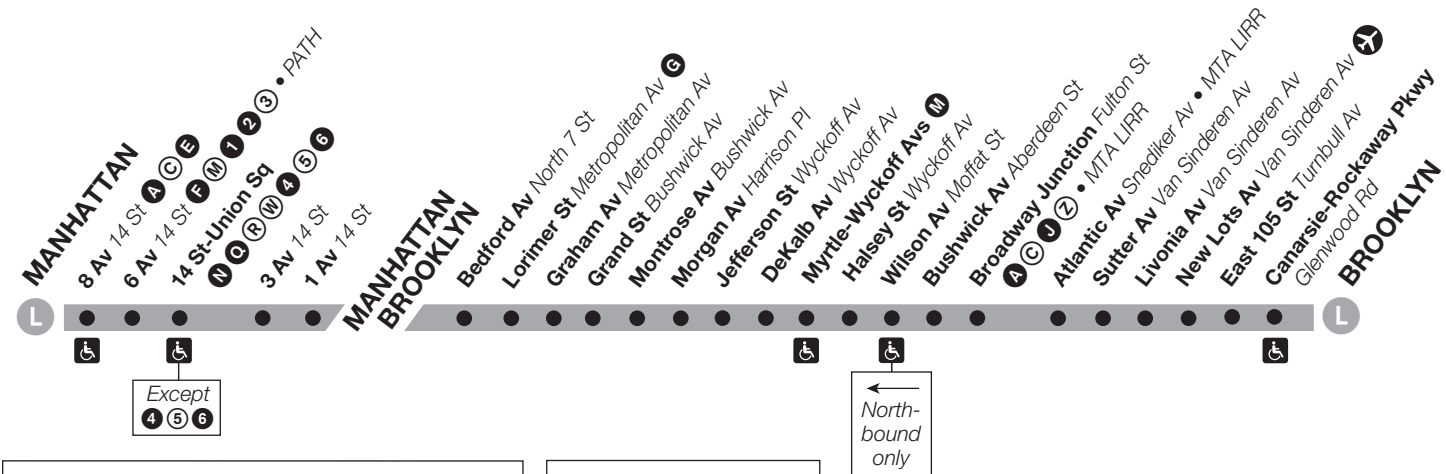 MANHATTAN
8 Av 14 St A C E
6 Av 14 St F M 1 2 3 • PATH
14 St-Union Sq
N Q R W 4 5 6
3 Av 14 St
1 Av 14 St
MANHATTAN
BROOKLYN
Bedford Av North 7 St
Lorimer St Metropolitan Av G
Graham Av Metropolitan Av
Grand St Bushwick Av
Montrose Av Bushwick Av
Morgan Av Harrison Pl
Jefferson St Wyckoff Av
DeKalb Av Wyckoff Av
Myrtle-Wyckoff Avs M
Halsey St Wyckoff Av
Wilson Av Moffat St
Bushwick Av Aberdeen St
Broadway Junction Fulton St
A C J Z • MTA LIRR
Atlantic Av Snediker Av • MTA LIRR
Sutter Av Van Sinderen Av
Livonia Av Van Sinderen Av
New Lots Av Van Sinderen Av
East 105 St Turnbull Av
Canarsie-Rockaway Pkwy
Glenwood Rd
BROOKLYN
L
L
Except
4 5 6
North-
bound
only